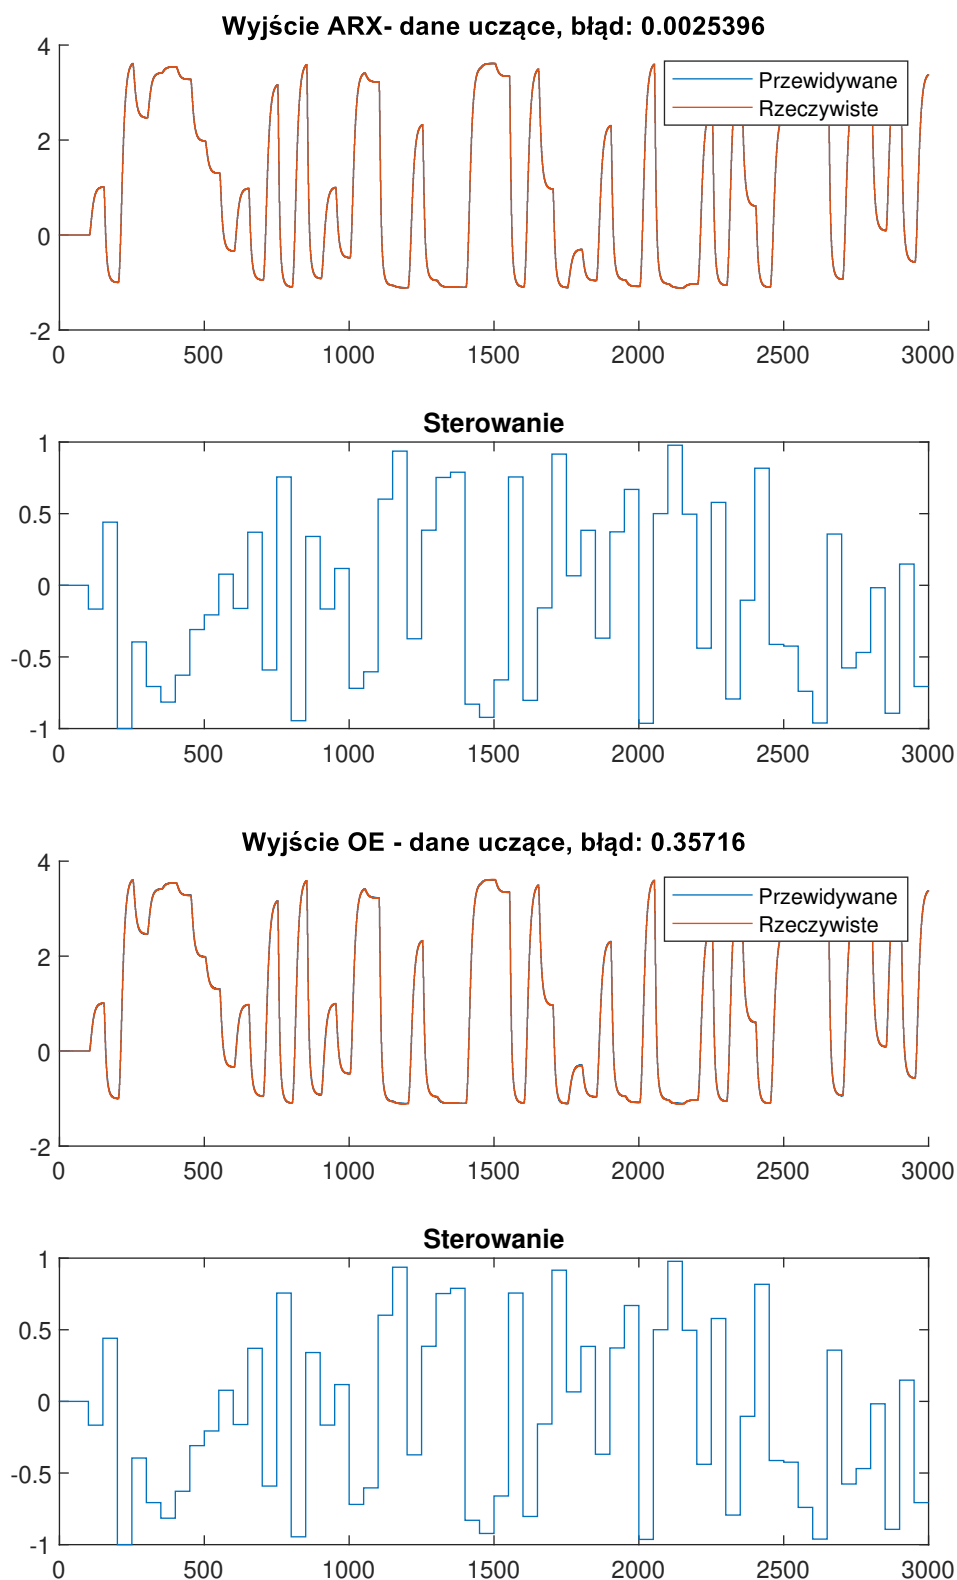 Wyjście ARX- dane uczące, błąd: 0.0025396
4
2
0
-2
Przewidywane
Rzeczywiste
0 500 1000 1500 2000 2500 3000
Sterowanie
1
0.5
0
-0.5
-1
0 500 1000 1500 2000 2500 3000
Wyjście OE - dane uczące, błąd: 0.35716
4
2
0
-2
Przewidywane
Rzeczywiste
0 500 1000 1500 2000 2500 3000
Sterowanie
1
0.5
0
-0.5
-1
0 500 1000 1500 2000 2500 3000